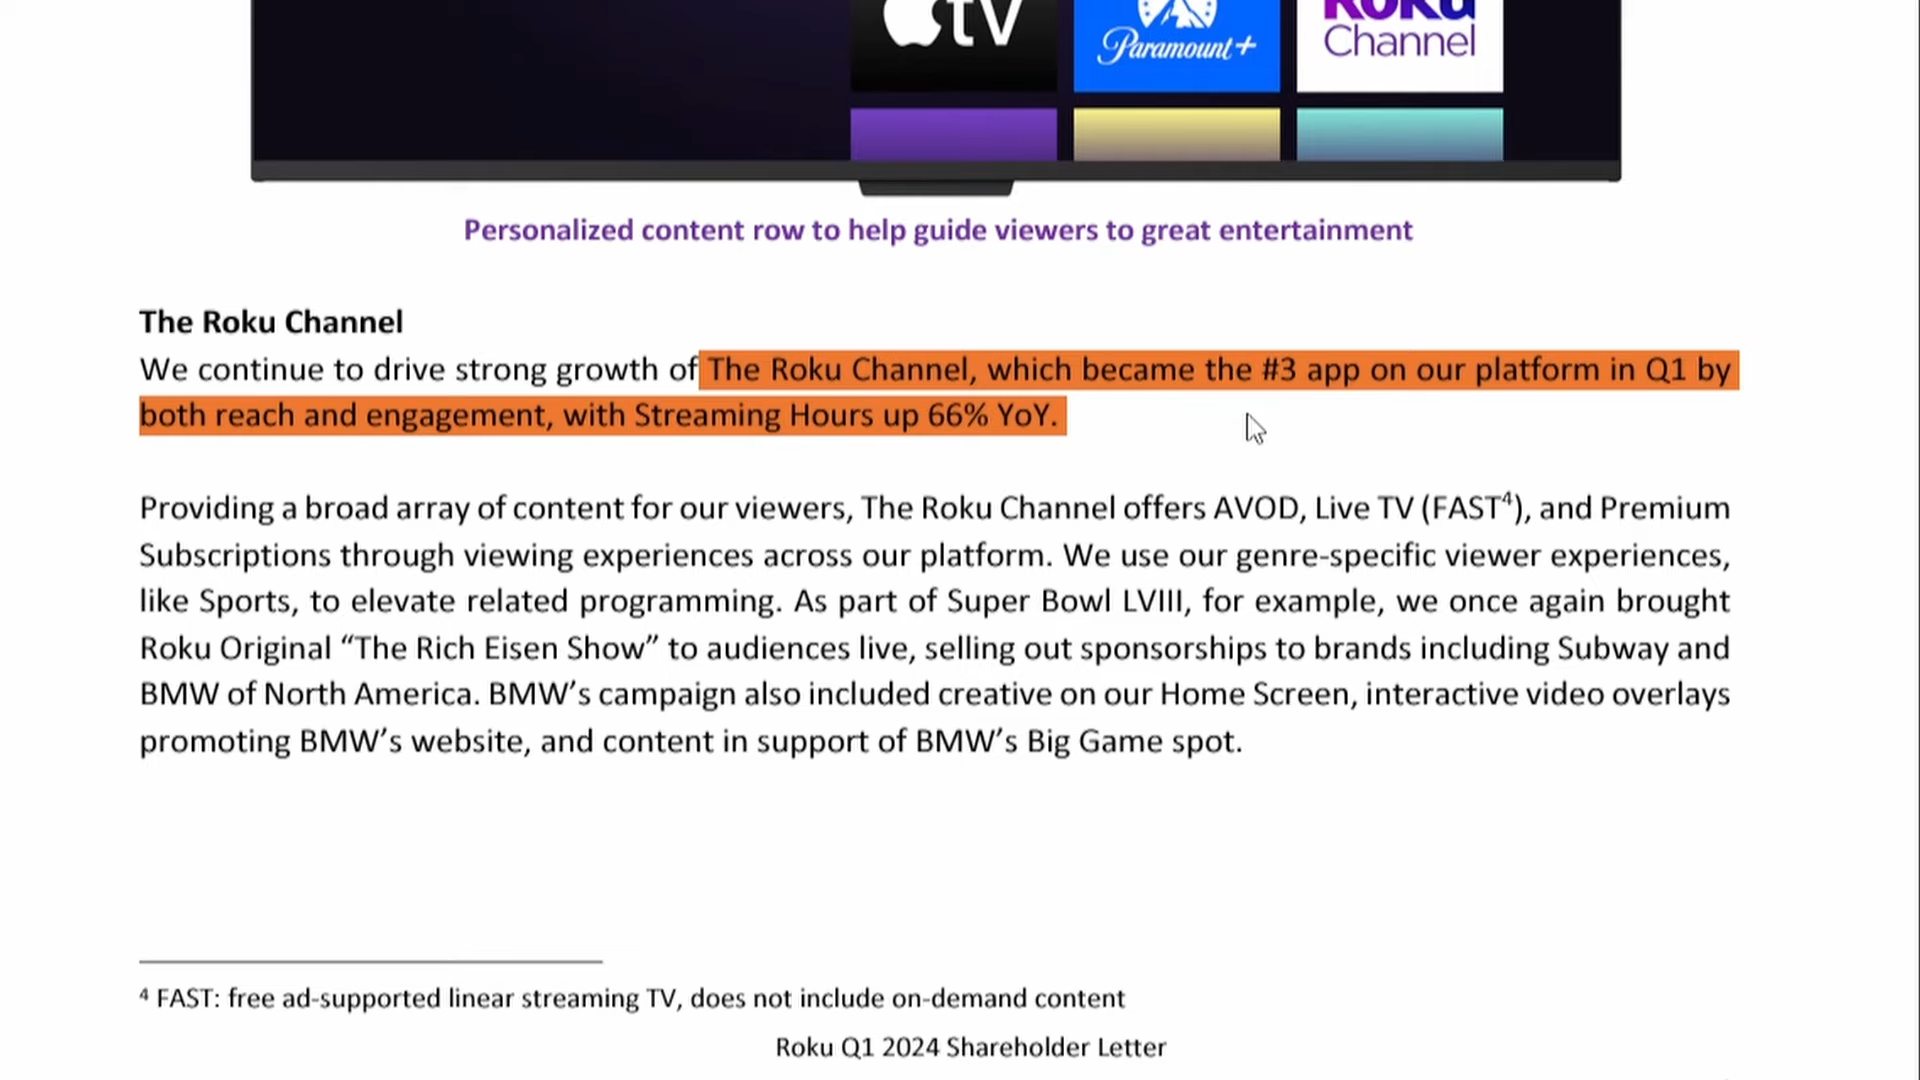 tv
Paramount+
Roku
Channel
Personalized content row to help guide viewers to great entertainment
The Roku Channel
We continue to drive strong growth of The Roku Channel, which became the #3 app on our platform in Q1 by
both reach and engagement, with Streaming Hours up 66% YoY.
Providing a broad array of content for our viewers, The Roku Channel offers AVOD, Live TV (FAST⁴), and Premium
Subscriptions through viewing experiences across our platform. We use our genre-specific viewer experiences,
like Sports, to elevate related programming. As part of Super Bowl LVIII, for example, we once again brought
Roku Original “The Rich Eisen Show” to audiences live, selling out sponsorships to brands including Subway and
BMW of North America. BMW’s campaign also included creative on our Home Screen, interactive video overlays
promoting BMW’s website, and content in support of BMW’s Big Game spot.
⁴ FAST: free ad-supported linear streaming TV, does not include on-demand content
Roku Q1 2024 Shareholder Letter